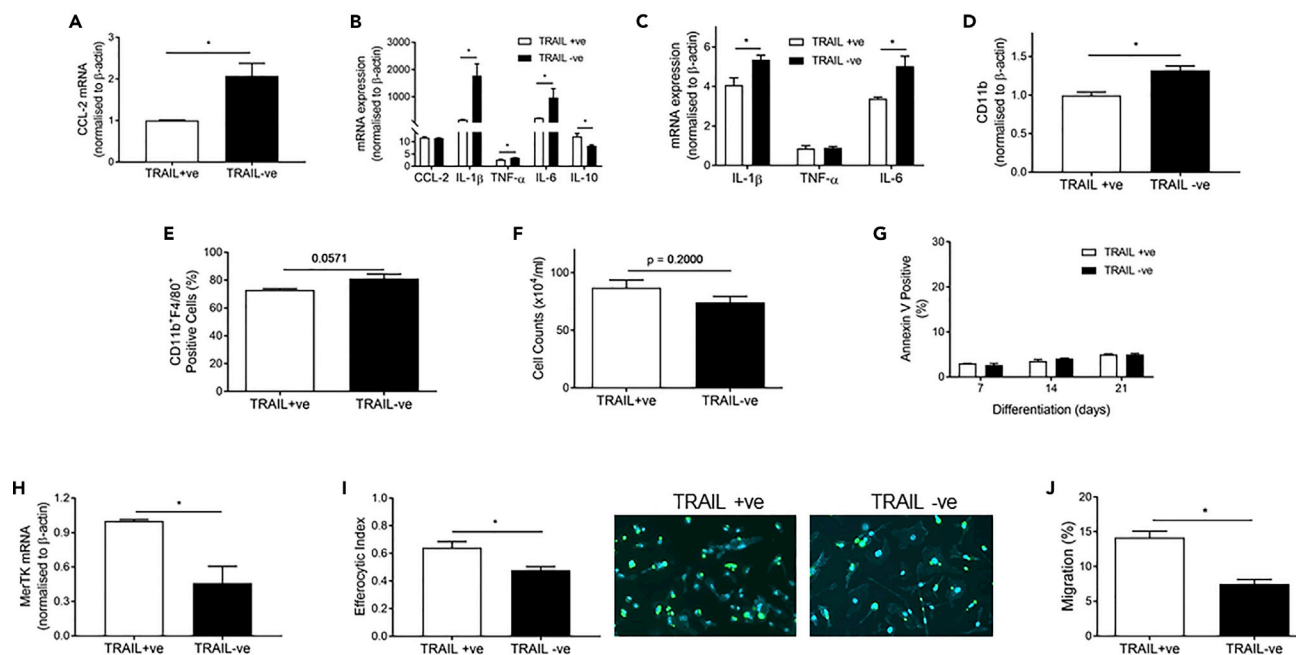 A
*
CCL-2 mRNA
(normalised to β-actin)
3
2
1
0
TRAIL+ve
TRAIL-ve
B
mRNA expression
(normalised to β-actin)
3000
2000
1000
10
5
0
TRAIL +ve
TRAIL -ve
*
*
*
*
CCL-2
IL-1β
TNF-α
IL-6
IL-10
C
mRNA expression
(normalised to β-actin)
6
4
2
0
TRAIL +ve
TRAIL -ve
*
*
IL-1β
TNF-α
IL-6
D
*
CD11b
(normalised to β-actin)
1.5
1.0
0.5
0.0
TRAIL +ve
TRAIL -ve
E
0.0571
CD11b+F4/80+
Positive Cells (%)
100
80
60
40
20
0
TRAIL+ve
TRAIL-ve
F
p = 0.2000
Cell Counts (x10⁴/ml)
100
50
0
TRAIL+ve
TRAIL-ve
G
Annexin V Positive
(%)
30
20
10
0
TRAIL +ve
TRAIL -ve
7
14
21
Differentiation (days)
H
*
MerTK mRNA
(normalised to β-actin)
1.2
0.9
0.6
0.3
0.0
TRAIL+ve
TRAIL-ve
I
*
Efferocytic Index
1.0
0.8
0.6
0.4
0.2
0.0
TRAIL +ve
TRAIL -ve
TRAIL +ve
TRAIL -ve
J
*
Migration (%)
20
15
10
5
0
TRAIL+ve
TRAIL-ve